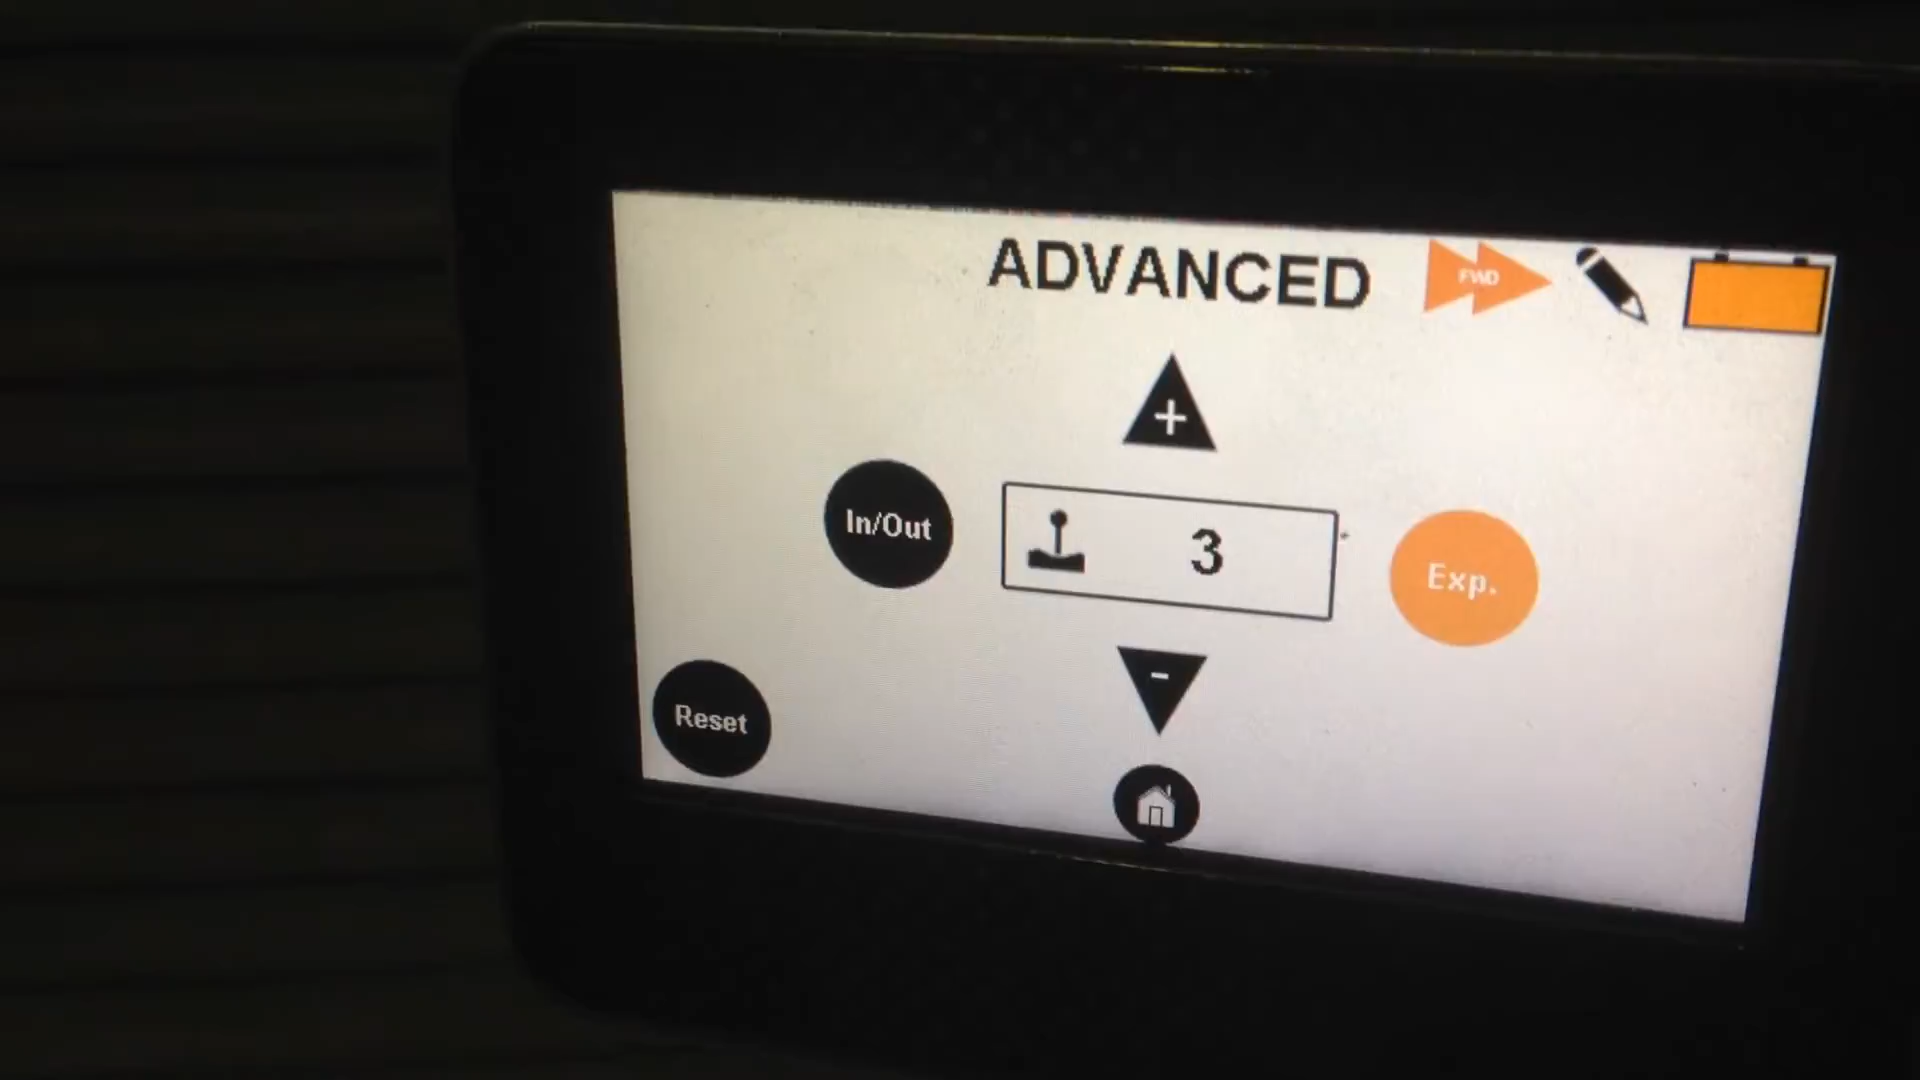 ADVANCED
FWD
+
In/Out
3
Exp.
-
Reset